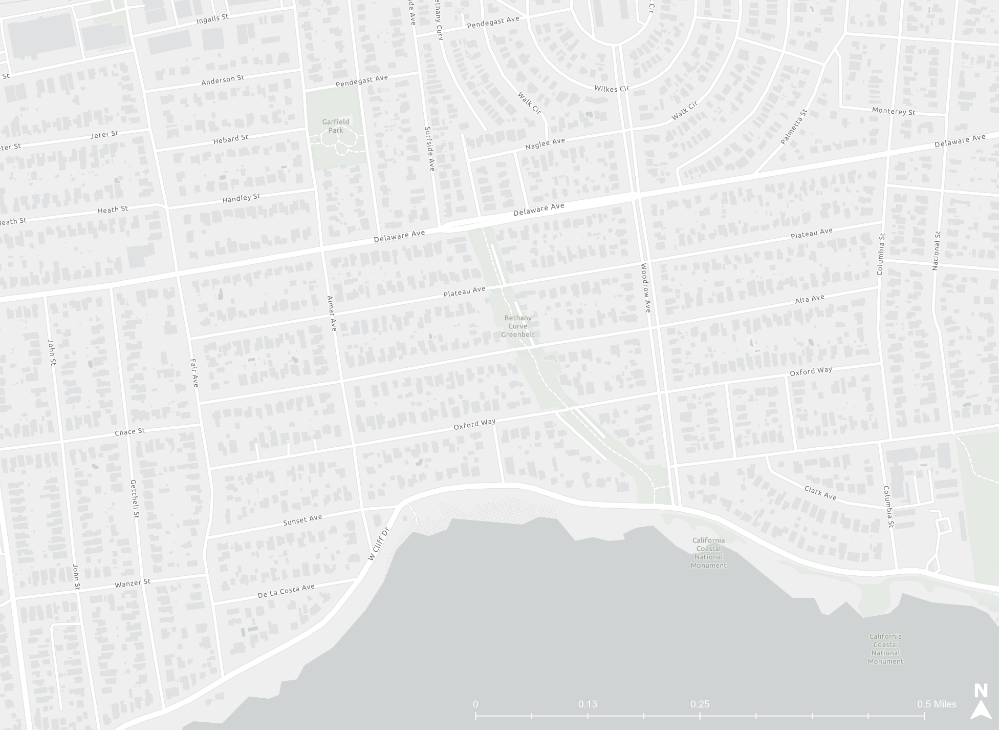 Ingalls St
Pendegast Ave
Anderson St
Pendegast Ave
Wilkes Cir
Walk Cir
Walk Cir
Monterey St
Garfield
Park
Jeter St
Hebard St
Surfside Ave
Naglee Ave
Palmetta St
Delaware Ave
Handley St
Heath St
Delaware Ave
Delaware Ave
Plateau Ave
Columbia St
National St
Woodrow Ave
Plateau Ave
Alta Ave
Almar Ave
Bethany
Curve
Greenbelt
John St
Fair Ave
Oxford Way
Oxford Way
Chace St
Getchell St
Clark Ave
Columbia St
Sunset Ave
W Cliff Dr
California
Coastal
National
Monument
John St
Wanzer St
De La Costa Ave
California
Coastal
National
Monument
N
0 0.13 0.25 0.5 Miles